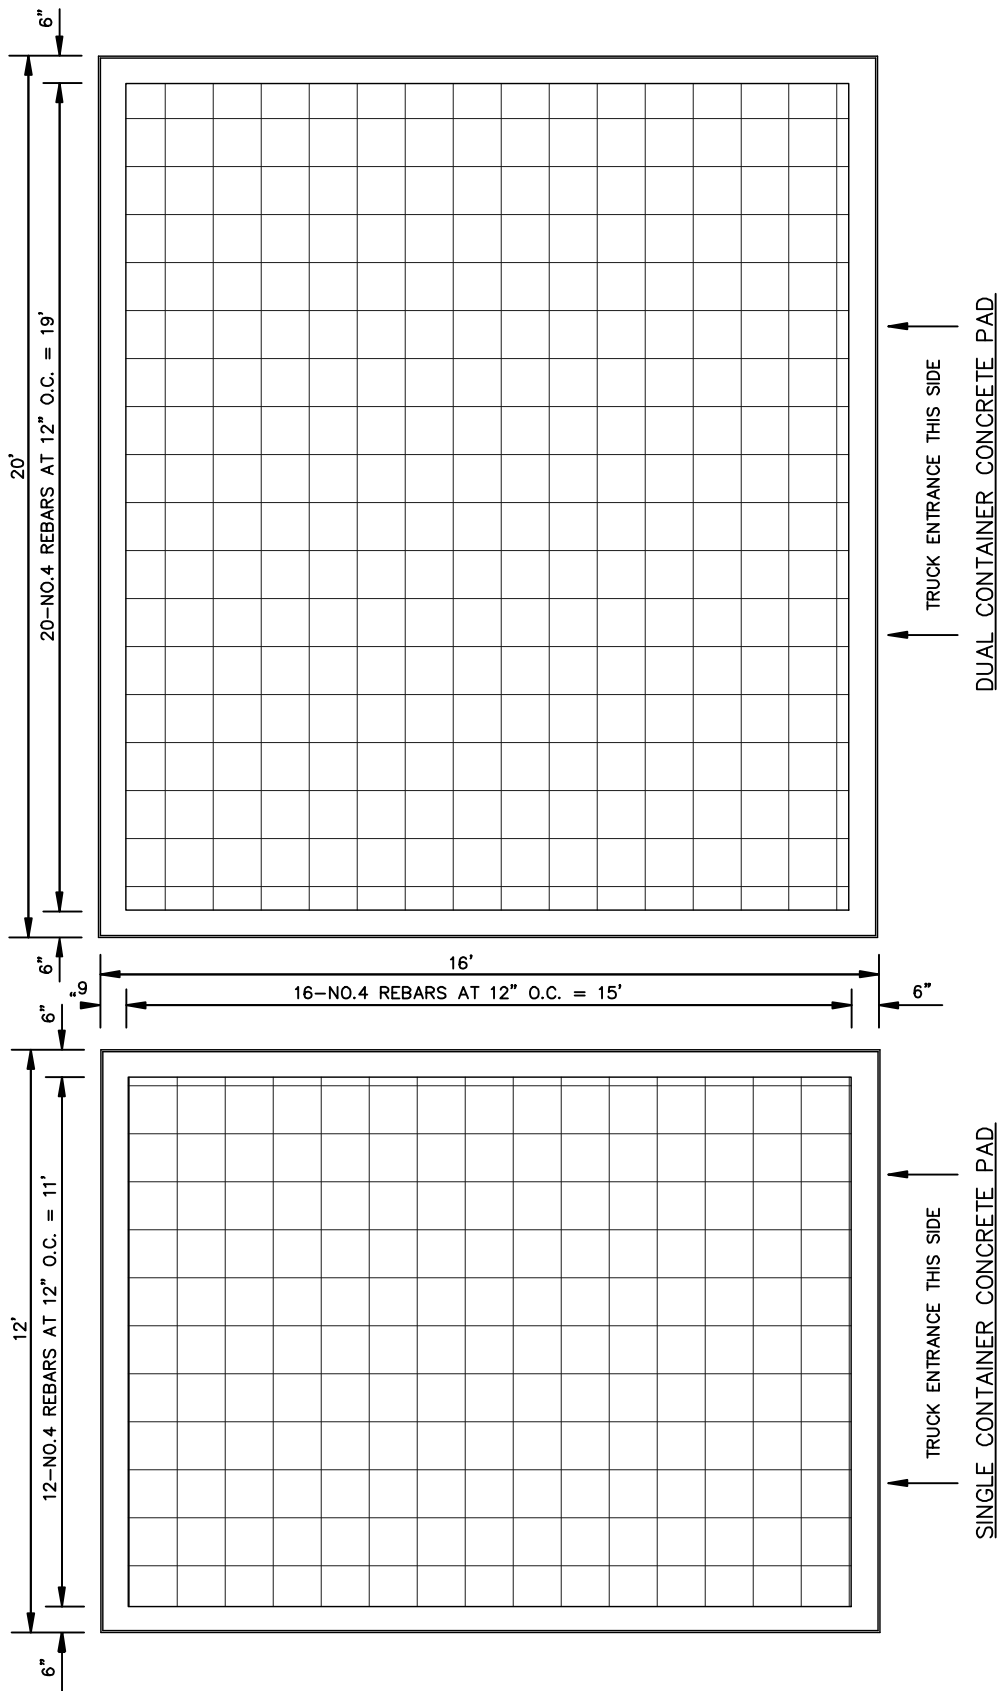 6"
20'
20-NO.4 REBARS AT 12" O.C. = 19'
6"
TRUCK ENTRANCE THIS SIDE
DUAL CONTAINER CONCRETE PAD
16'
16-NO.4 REBARS AT 12" O.C. = 15'
6"
6"
6"
12'
12-NO.4 REBARS AT 12" O.C. = 11'
6"
TRUCK ENTRANCE THIS SIDE
SINGLE CONTAINER CONCRETE PAD